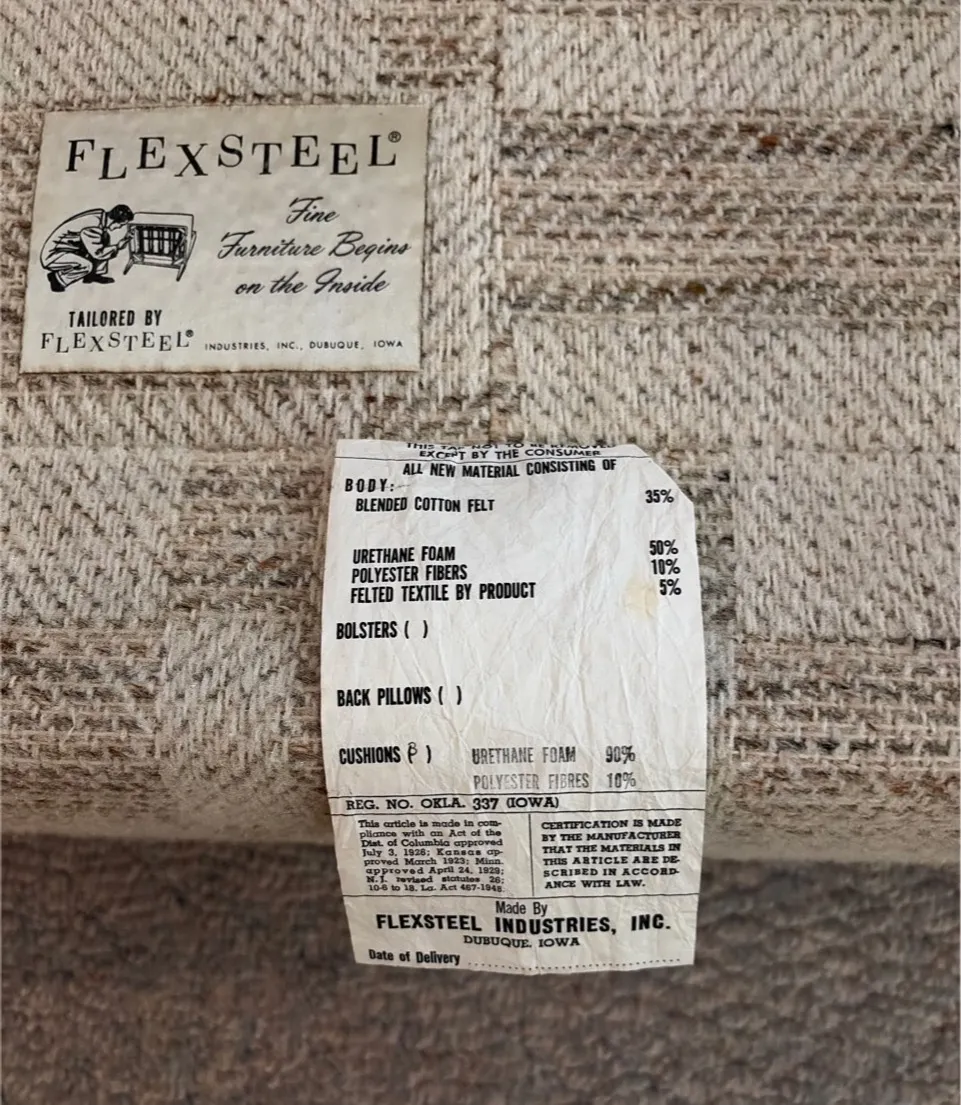 FLEXSTEEL®
Fine
Furniture Begins
on the Inside
TAILORED BY
FLEXSTEEL® INDUSTRIES, INC., DUBUQUE, IOWA
THIS TAG NOT TO BE REMOVED
EXCEPT BY THE CONSUMER
ALL NEW MATERIAL CONSISTING OF
BODY:
BLENDED COTTON FELT 35%
URETHANE FOAM 50%
POLYESTER FIBERS 10%
FELTED TEXTILE BY PRODUCT 5%
BOLSTERS ( )
BACK PILLOWS ( )
CUSHIONS ( ) URETHANE FOAM 90%
POLYESTER FIBRES 10%
REG. NO. OKLA. 337 (IOWA)
This article is made in com-
pliance with an Act of the
Dist. of Columbia approved
July 3, 1926; Kansas ap-
proved March 1923; Minn.
approved April 24, 1929;
N.J. revised statutes 26;
10-6 to 18. La. Act 467-1948.
CERTIFICATION IS MADE
BY THE MANUFACTURER
THAT THE MATERIALS IN
THIS ARTICLE ARE DE-
SCRIBED IN ACCORD-
ANCE WITH LAW.
Made By
FLEXSTEEL INDUSTRIES, INC.
DUBUQUE, IOWA
Date of Delivery